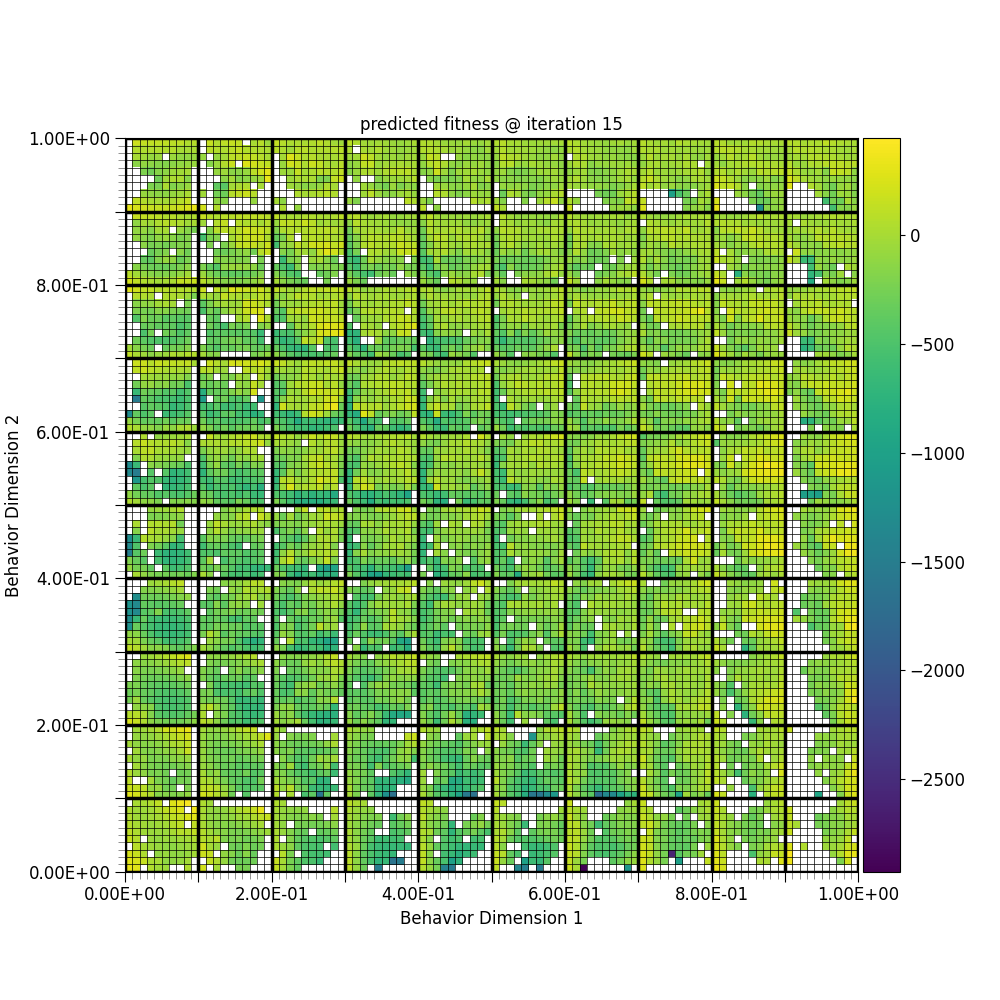 predicted fitness @ iteration 15
1.00E+00
8.00E-01
6.00E-01
4.00E-01
2.00E-01
0.00E+00
Behavior Dimension 2
0.00E+00 2.00E-01 4.00E-01 6.00E-01 8.00E-01 1.00E+00
Behavior Dimension 1
0
−500
−1000
−1500
−2000
−2500